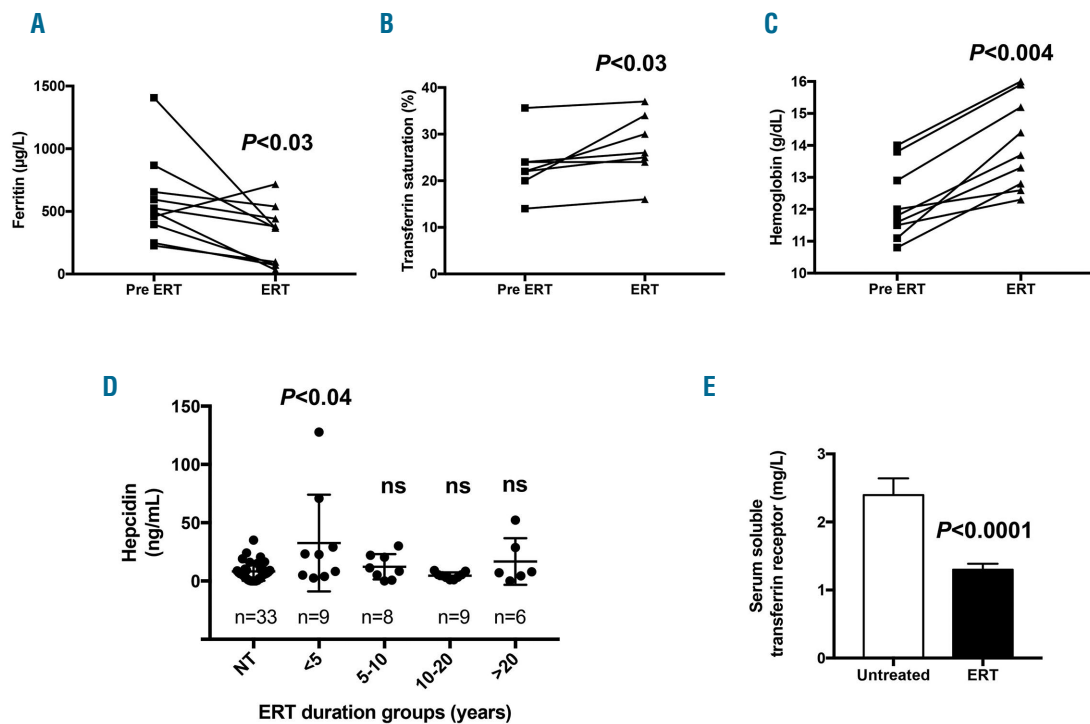 A
Ferritin (µg/L)
1500
1000
500
0
P<0.03
Pre ERT
ERT
B
Transferrin saturation (%)
40
30
20
10
0
P<0.03
Pre ERT
ERT
C
Hemoglobin (g/dL)
16
15
14
13
12
11
10
P<0.004
Pre ERT
ERT
D
Hepcidin
(ng/mL)
150
100
50
0
P<0.04
ns
ns
ns
n=33
n=9
n=8
n=9
n=6
NT
<5
5-10
10-20
>20
ERT duration groups (years)
E
Serum soluble
transferrin receptor (mg/L)
3
2
1
0
P<0.0001
Untreated
ERT